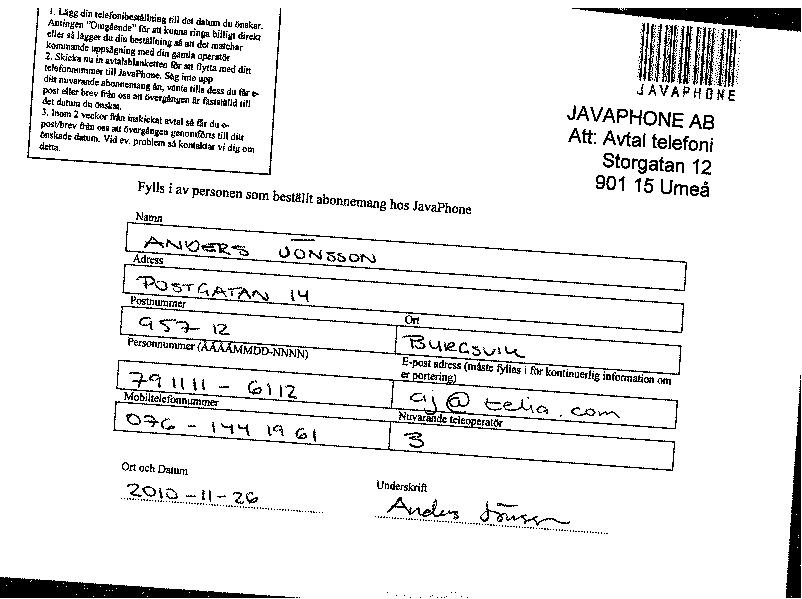 1. Lägg din telefonibeställning till det datum du önskar.
Antingen "Omgående" för att kunna ringa billigt direkt
eller så lägger du din beställning så att det matchar
kommande uppsägning med din gamla operatör
2. Skicka nu in avtalsblanketten för att flytta med ditt
telefonnummer till JavaPhone. Säg inte upp
ditt nuvarande abonnemang än, vänta tills dess du får e-
post eller brev från oss att övergången är fastställd till
det datum du önskat.
3. Inom 2 veckor från inskickat avtal så får du e-
post/brev från oss att övergången genomförts till ditt
önskade datum. Vid ev. problem så kontaktar vi dig om
detta.
JAVAPHONE
JAVAPHONE AB
Att: Avtal telefoni
Storgatan 12
901 15 Umeå
Fylls i av personen som beställt abonnemang hos JavaPhone
Namn
ANDERS JONSSON
Adress
POSTGATAN 14
Postnummer
Ort
957 12
BURGSVIK
Personnummer (ÅÅÅÅMMDD-NNNN)
E-post adress (måste fylles i för kontinuerlig information om
er portering)
791111 - 6112
aj@telia.com
Mobiltelefonnummer
Nuvarande teleoperatör
076 - 144 19 61
3
Ort och Datum
Underskrift
2010-11-26
Anders Jönsson